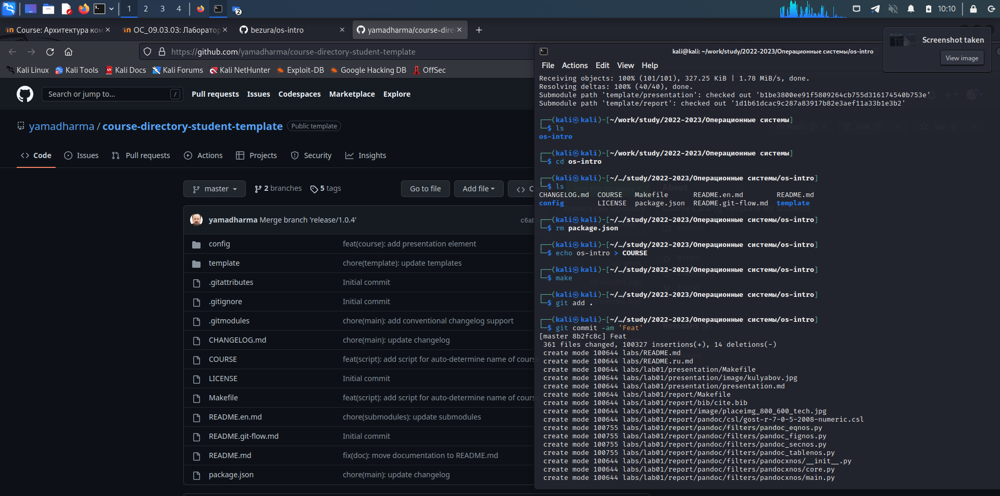 1 2 3 4 2 10:10
Course: Архитектура ком ОС_09.03.03: Лаборатор bezura/os-intro yamadharma/course-dire
https://github.com/yamadharma/course-directory-student-template
Kali Linux Kali Tools Kali Docs Kali Forums Kali NetHunter Exploit-DB Google Hacking DB OffSec
Screenshot taken
View image
Search or jump to... / Pull requests Issues Codespaces Marketplace Explore
yamadharma / course-directory-student-template Public template
Code Issues Pull requests Actions Projects Security Insights
master 2 branches 5 tags Go to file Add file C
yamadharma Merge branch 'release/1.0.4' c6ab
config feat(course): add presentation element
template chore(template): update templates
.gitattributes Initial commit
.gitignore Initial commit
.gitmodules chore(main): add conventional changelog support
CHANGELOG.md chore(main): update changelog
COURSE feat(script): add script for auto-determine name of course
LICENSE Initial commit
Makefile feat(script): add script for auto-determine name of course
README.en.md chore(submodules): update submodules
README.git-flow.md Initial commit
README.md fix(doc): move documentation to README.md
package.json chore(main): update changelog
kali@kali: ~/work/study/2022-2023/Операционные системы/os-intro
File Actions Edit View Help
Receiving objects: 100% (101/101), 327.25 KiB | 1.78 MiB/s, done.
Resolving deltas: 100% (40/40), done.
Submodule path 'template/presentation': checked out 'b1be3800ee91f5809264cb755d316174540b753e'
Submodule path 'template/report': checked out '1d1b61dcac9c287a83917b82e3aef11a33b1e3b2'
┌──(kali㉿kali)-[~/work/study/2022-2023/Операционные системы]
└─$ ls
os-intro
┌──(kali㉿kali)-[~/work/study/2022-2023/Операционные системы]
└─$ cd os-intro
┌──(kali㉿kali)-[~/…/study/2022-2023/Операционные системы/os-intro]
└─$ ls
CHANGELOG.md COURSE Makefile README.en.md README.md
config LICENSE package.json README.git-flow.md template
┌──(kali㉿kali)-[~/…/study/2022-2023/Операционные системы/os-intro]
└─$ rm package.json
┌──(kali㉿kali)-[~/…/study/2022-2023/Операционные системы/os-intro]
└─$ echo os-intro > COURSE
┌──(kali㉿kali)-[~/…/study/2022-2023/Операционные системы/os-intro]
└─$ make
┌──(kali㉿kali)-[~/…/study/2022-2023/Операционные системы/os-intro]
└─$ git add .
┌──(kali㉿kali)-[~/…/study/2022-2023/Операционные системы/os-intro]
└─$ git commit -am 'Feat'
[master 8b2fc8c] Feat
361 files changed, 100327 insertions(+), 14 deletions(-)
create mode 100644 labs/README.md
create mode 100644 labs/README.ru.md
create mode 100644 labs/lab01/presentation/Makefile
create mode 100644 labs/lab01/presentation/image/kulyabov.jpg
create mode 100644 labs/lab01/presentation/presentation.md
create mode 100644 labs/lab01/report/Makefile
create mode 100644 labs/lab01/report/bib/cite.bib
create mode 100644 labs/lab01/report/image/placeimg_800_600_tech.jpg
create mode 100644 labs/lab01/report/pandoc/csl/gost-r-7-0-5-2008-numeric.csl
create mode 100755 labs/lab01/report/pandoc/filters/pandoc_eqnos.py
create mode 100755 labs/lab01/report/pandoc/filters/pandoc_fignos.py
create mode 100755 labs/lab01/report/pandoc/filters/pandoc_secnos.py
create mode 100755 labs/lab01/report/pandoc/filters/pandoc_tablenos.py
create mode 100644 labs/lab01/report/pandoc/filters/pandocxnos/__init__.py
create mode 100644 labs/lab01/report/pandoc/filters/pandocxnos/core.py
create mode 100644 labs/lab01/report/pandoc/filters/pandocxnos/main.py